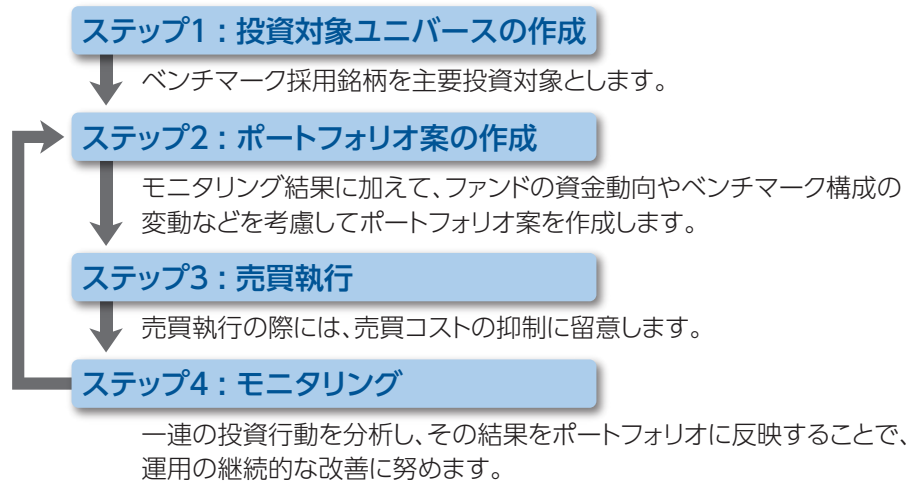 ステップ1：投資対象ユニバースの作成
ベンチマーク採用銘柄を主要投資対象とします。
ステップ2：ポートフォリオ案の作成
モニタリング結果に加えて、ファンドの資金動向やベンチマーク構成の
変動などを考慮してポートフォリオ案を作成します。
ステップ3：売買執行
売買執行の際には、売買コストの抑制に留意します。
ステップ4：モニタリング
一連の投資行動を分析し、その結果をポートフォリオに反映することで、
運用の継続的な改善に努めます。